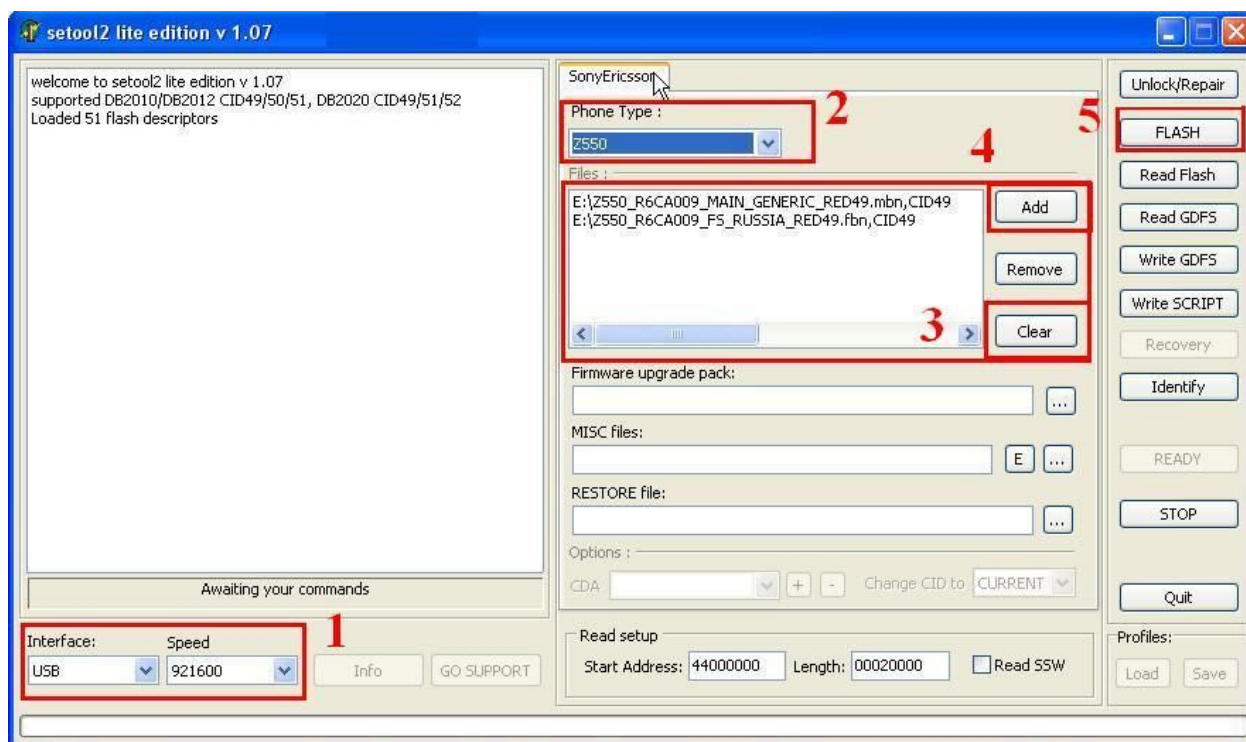 setool2 lite edition v 1.07
welcome to setool2 lite edition v 1.07
supported DB2010/DB2012 CID49/50/51, DB2020 CID49/51/52
Loaded 51 flash descriptors
Awaiting your commands
Interface:
Speed
USB
921600
1
Info
GO SUPPORT
SonyEricsson
Phone Type :
Z550
2
Files :
4
E:\Z550_R6CA009_MAIN_GENERIC_RED49.mbn,CID49
E:\Z550_R6CA009_FS_RUSSIA_RED49.fbn,CID49
Add
Remove
3
Clear
Firmware upgrade pack:
...
MISC files:
E
...
RESTORE file:
...
Options :
CDA
+
-
Change CID to
CURRENT
Read setup
Start Address:
44000000
Length:
00020000
Read SSW
Unlock/Repair
5
FLASH
Read Flash
Read GDFS
Write GDFS
Write SCRIPT
Recovery
Identify
READY
STOP
Quit
Profiles:
Load
Save